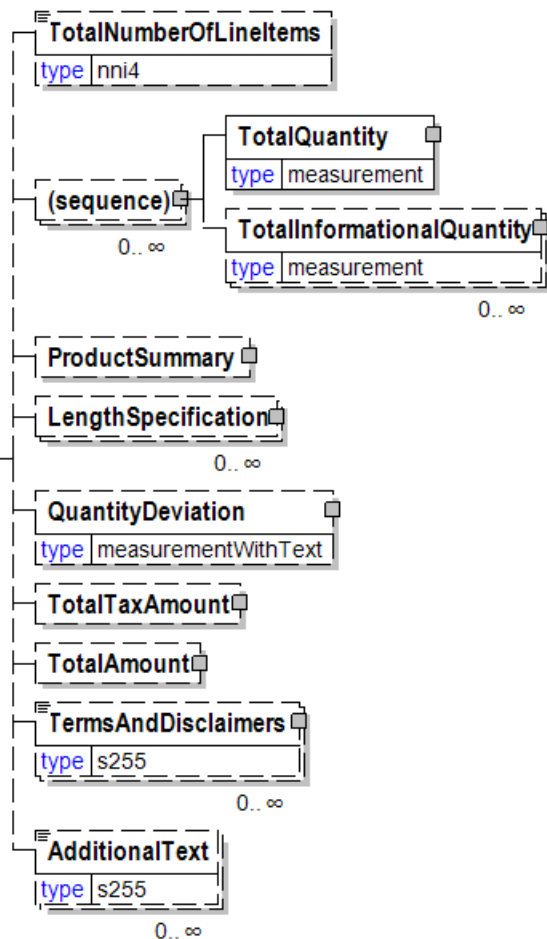 TotalNumberOfLineItems
type nni4
TotalQuantity
type measurement
(sequence)
0.. ∞
TotalInformationalQuantity
type measurement
0.. ∞
ProductSummary
LengthSpecification
0.. ∞
QuantityDeviation
type measurementWithText
TotalTaxAmount
TotalAmount
TermsAndDisclaimers
type s255
0.. ∞
AdditionalText
type s255
0.. ∞